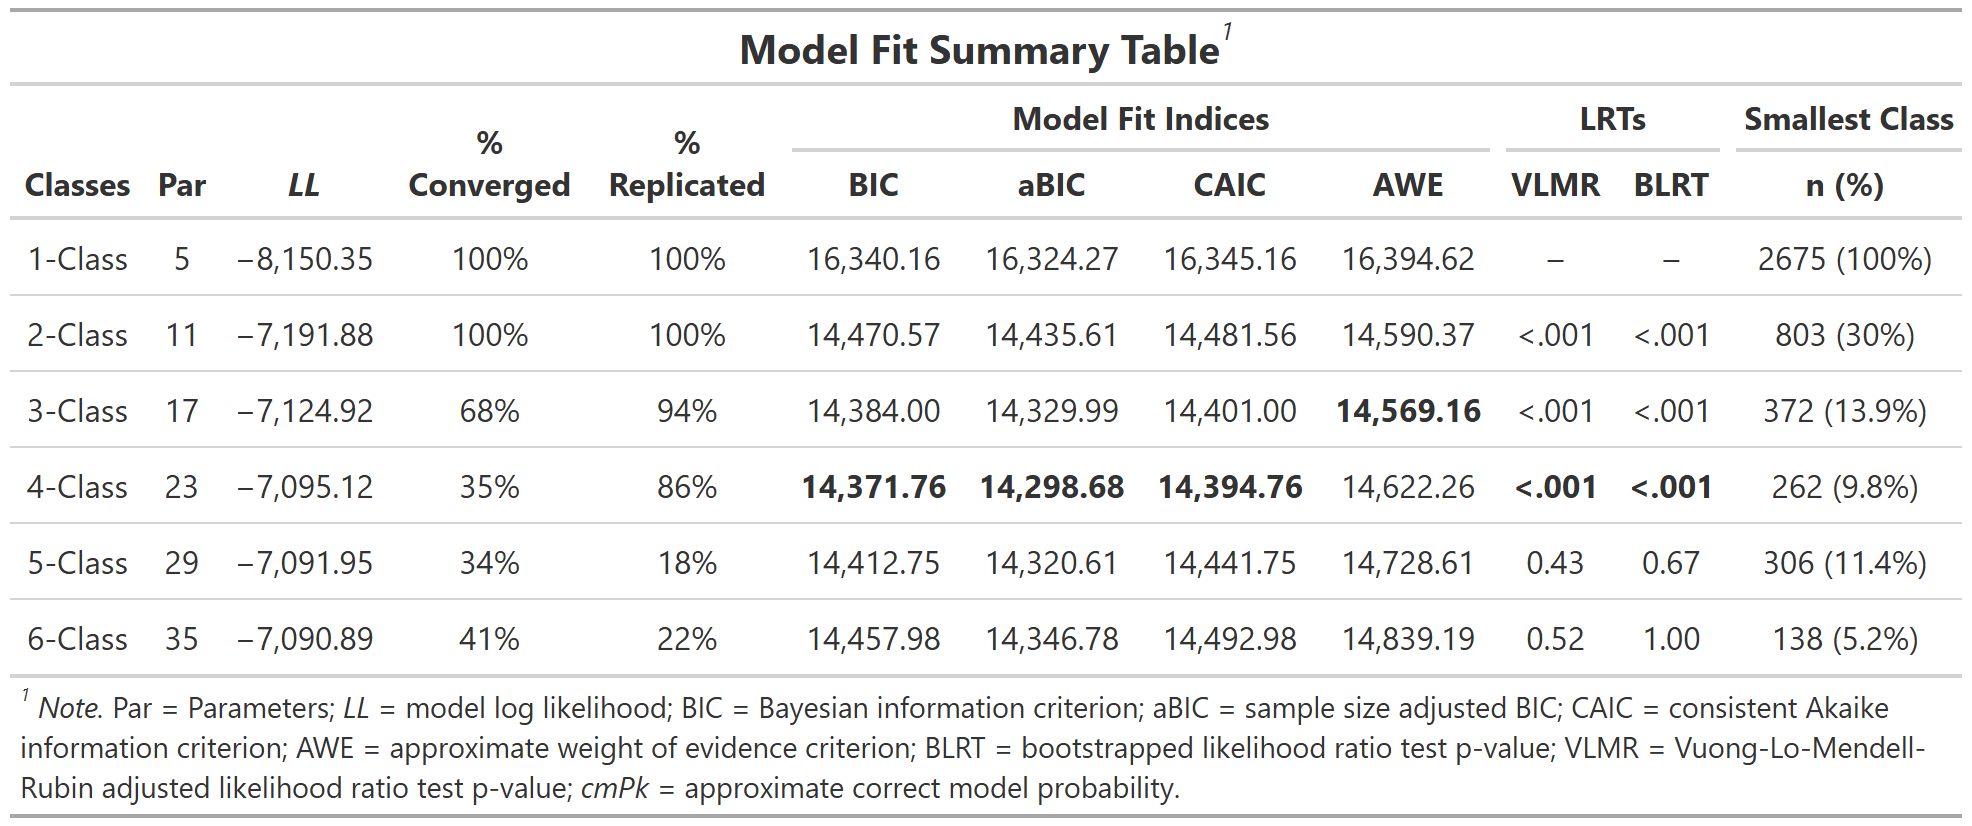 Model Fit Summary Table1
Model Fit Indices LRTs Smallest Class
Classes Par LL % Converged % Replicated BIC aBIC CAIC AWE VLMR BLRT n (%)
1-Class 5 −8,150.35 100% 100% 16,340.16 16,324.27 16,345.16 16,394.62 – – 2675 (100%)
2-Class 11 −7,191.88 100% 100% 14,470.57 14,435.61 14,481.56 14,590.37 <.001 <.001 803 (30%)
3-Class 17 −7,124.92 68% 94% 14,384.00 14,329.99 14,401.00 14,569.16 <.001 <.001 372 (13.9%)
4-Class 23 −7,095.12 35% 86% 14,371.76 14,298.68 14,394.76 14,622.26 <.001 <.001 262 (9.8%)
5-Class 29 −7,091.95 34% 18% 14,412.75 14,320.61 14,441.75 14,728.61 0.43 0.67 306 (11.4%)
6-Class 35 −7,090.89 41% 22% 14,457.98 14,346.78 14,492.98 14,839.19 0.52 1.00 138 (5.2%)
1 Note. Par = Parameters; LL = model log likelihood; BIC = Bayesian information criterion; aBIC = sample size adjusted BIC; CAIC = consistent Akaike
information criterion; AWE = approximate weight of evidence criterion; BLRT = bootstrapped likelihood ratio test p-value; VLMR = Vuong-Lo-Mendell-
Rubin adjusted likelihood ratio test p-value; cmPk = approximate correct model probability.